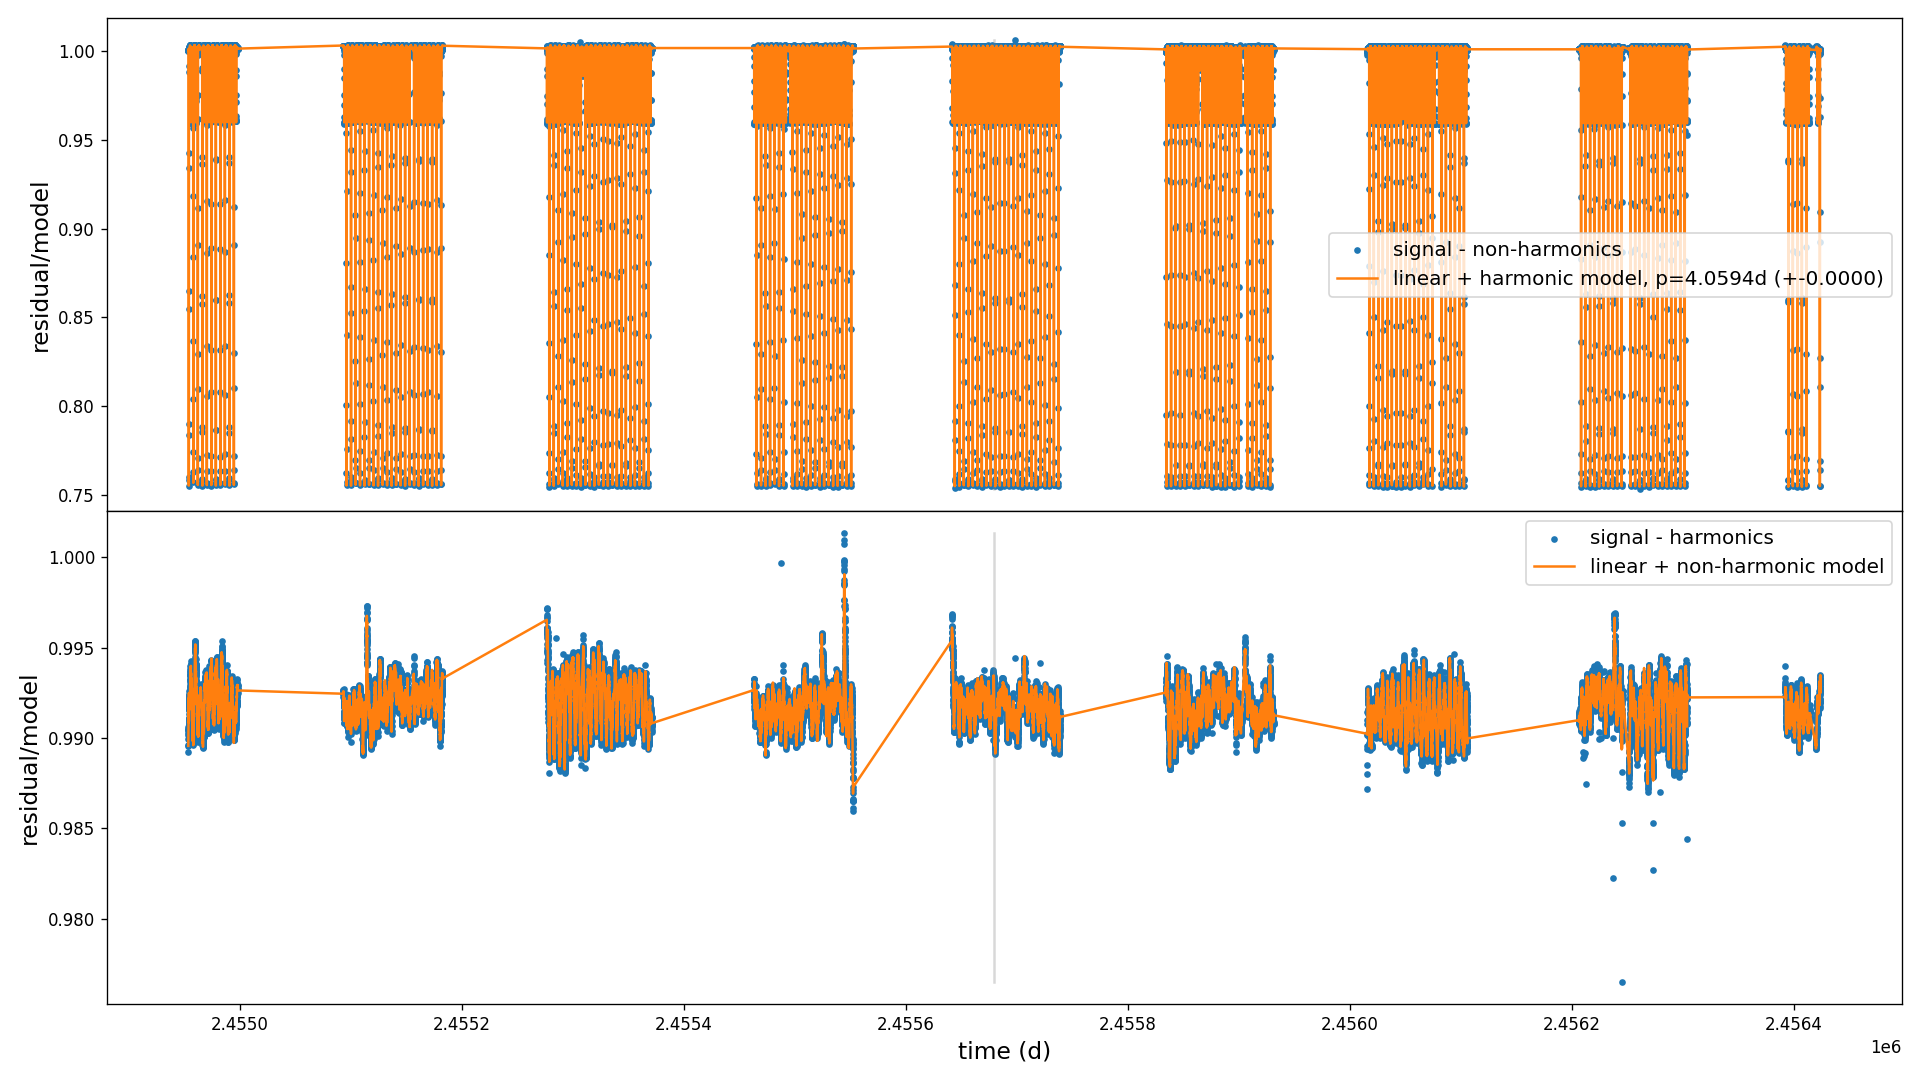 1.00
0.95
0.90
0.85
0.80
0.75
residual/model
signal - non-harmonics
linear + harmonic model, p=4.0594d (+-0.0000)
1.000
0.995
0.990
0.985
0.980
residual/model
signal - harmonics
linear + non-harmonic model
2.4550 2.4552 2.4554 2.4556 2.4558 2.4560 2.4562 2.4564
time (d)
1e6